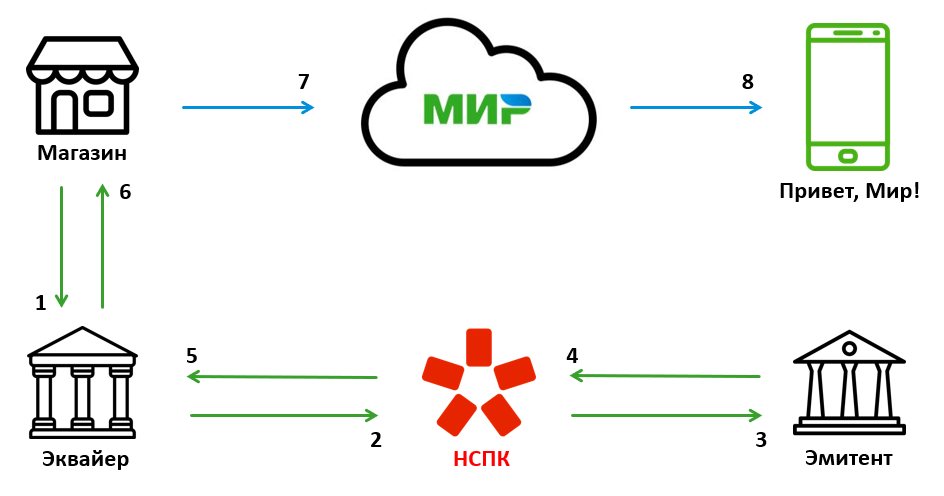 7
МИР
8
Магазин
Привет, Мир!
6
1
5
4
2
3
Эквайер
НСПК
Эмитент